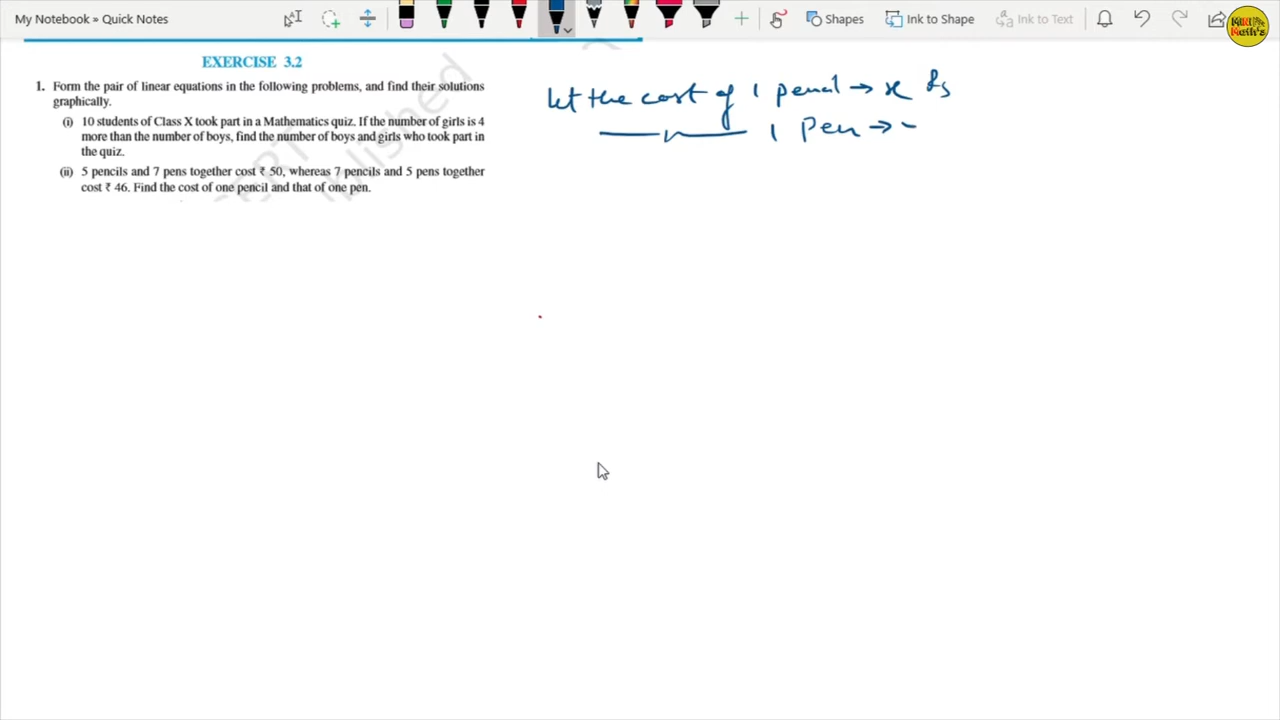 My Notebook » Quick Notes
Shapes
Ink to Shape
Ink to Text
EXERCISE 3.2
let the cost of 1 pencil → x Rs
1. Form the pair of linear equations in the following problems, and find their solutions
graphically.
1 Pen →
(i) 10 students of Class X took part in a Mathematics quiz. If the number of girls is 4
more than the number of boys, find the number of boys and girls who took part in
the quiz.
(ii) 5 pencils and 7 pens together cost ₹ 50, whereas 7 pencils and 5 pens together
cost ₹ 46. Find the cost of one pencil and that of one pen.